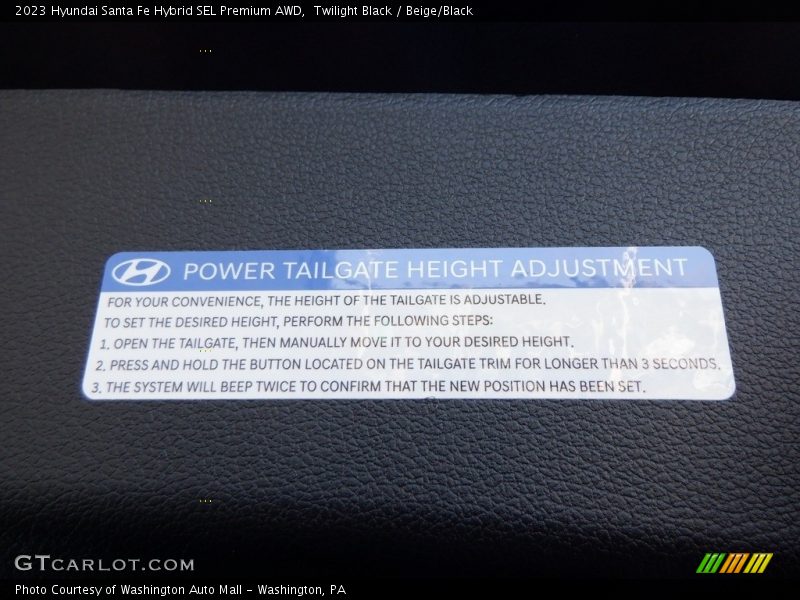 2023 Hyundai Santa Fe Hybrid SEL Premium AWD,  Twilight Black / Beige/Black
POWER TAILGATE HEIGHT ADJUSTMENT
FOR YOUR CONVENIENCE, THE HEIGHT OF THE TAILGATE IS ADJUSTABLE.
TO SET THE DESIRED HEIGHT, PERFORM THE FOLLOWING STEPS:
1. OPEN THE TAILGATE, THEN MANUALLY MOVE IT TO YOUR DESIRED HEIGHT.
2. PRESS AND HOLD THE BUTTON LOCATED ON THE TAILGATE TRIM FOR LONGER THAN 3 SECONDS.
3. THE SYSTEM WILL BEEP TWICE TO CONFIRM THAT THE NEW POSITION HAS BEEN SET.
GTCARLOT.COM
Photo Courtesy of Washington Auto Mall - Washington, PA